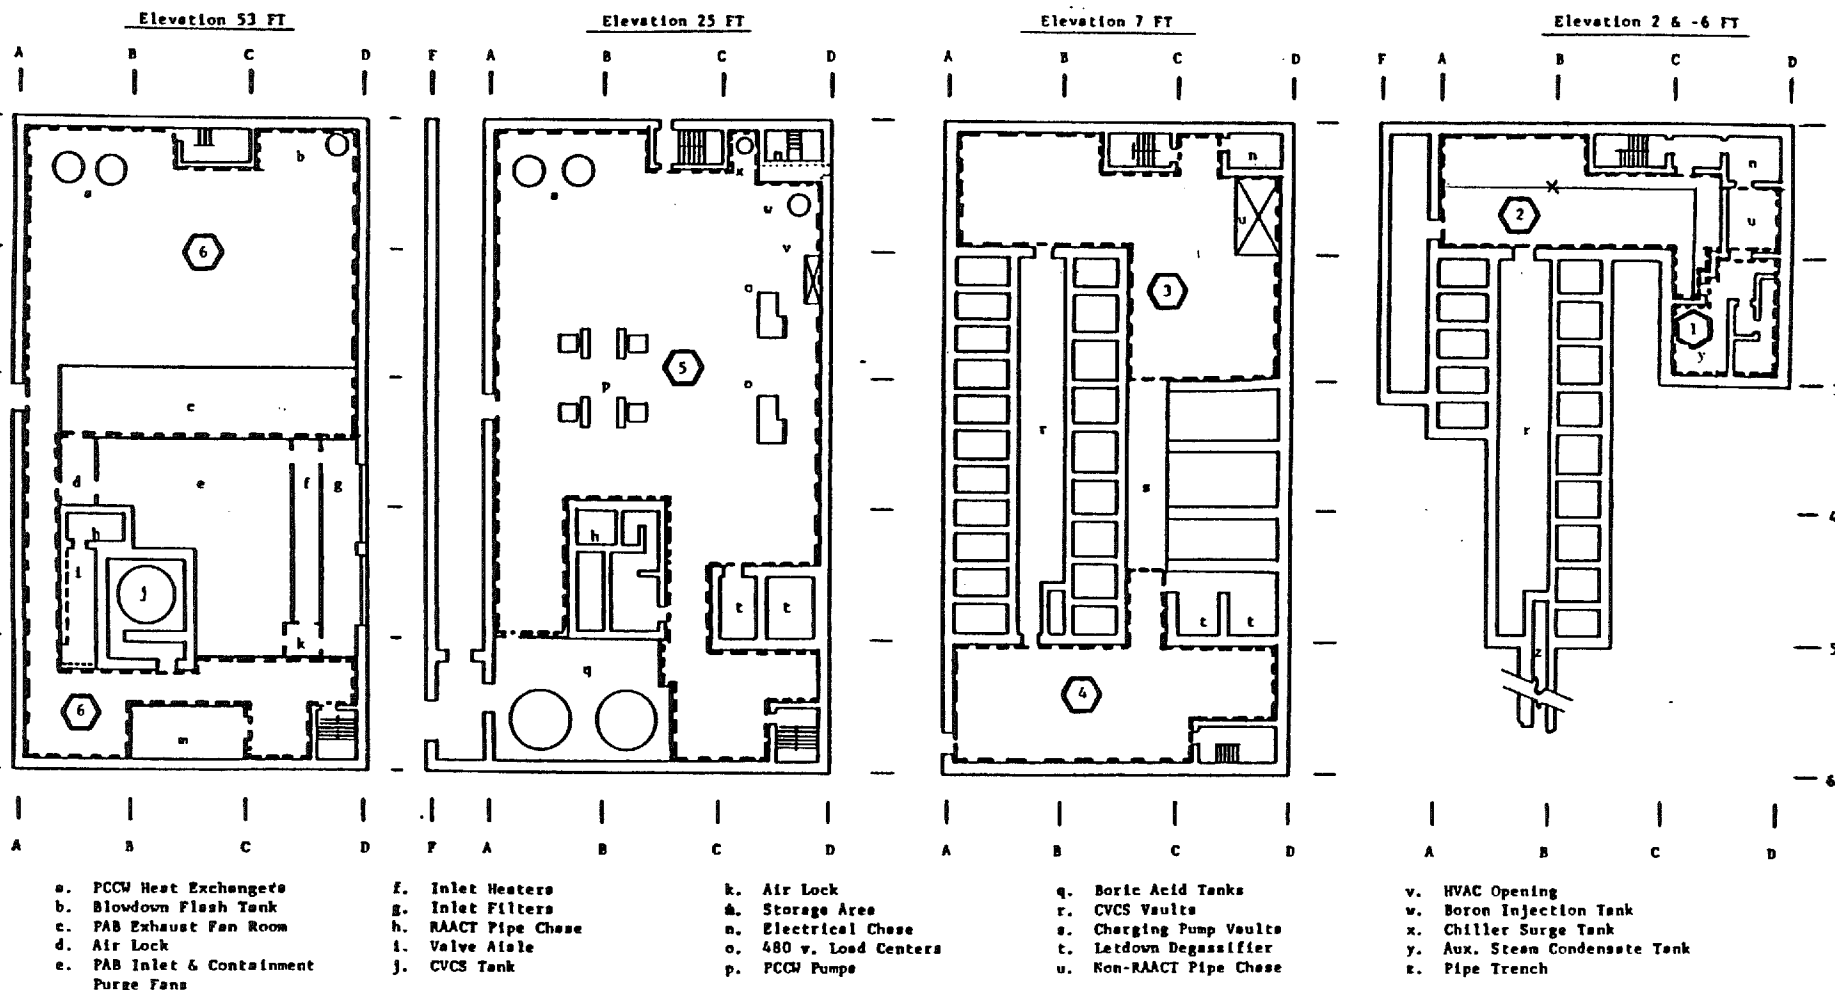 Elevation 53 FT
Elevation 25 FT
Elevation 7 FT
Elevation 2 & -6 FT
A B C D
F A B C D
A B C D
F A B C D
b
a
6
c
d
e
f
g
h
i
j
k
6
m
n
x
a
w
v
o
5
p
o
h
t t
q
n
u
3
r
s
t t
4
n
2
u
1
y
r
z
4
5
6
A B C D
F A B C D
A B C D
A B C D
a. PCCW Heat Exchangers
b. Blowdown Flash Tank
c. PAB Exhaust Fan Room
d. Air Lock
e. PAB Inlet & Containment
Purge Fans
f. Inlet Heaters
g. Inlet Filters
h. RAACT Pipe Chase
i. Valve Aisle
j. CVCS Tank
k. Air Lock
m. Storage Area
n. Electrical Chase
o. 480 v. Load Centers
p. PCCW Pumps
q. Boric Acid Tanks
r. CVCS Vaults
s. Charging Pump Vaults
t. Letdown Degassifier
u. Non-RAACT Pipe Chase
v. HVAC Opening
w. Boron Injection Tank
x. Chiller Surge Tank
y. Aux. Steam Condensate Tank
z. Pipe Trench